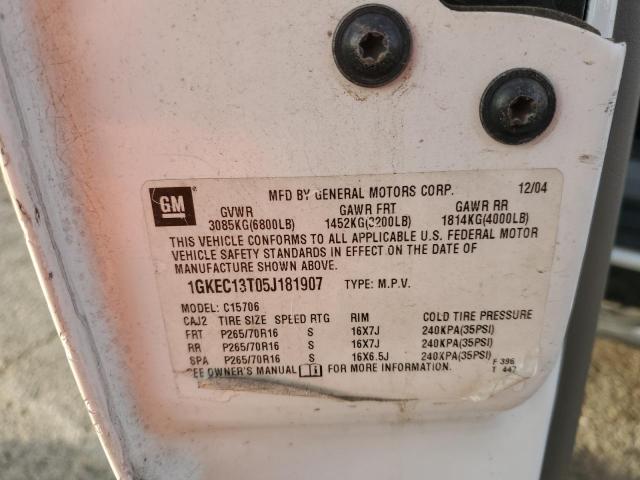 GM
MFD BY GENERAL MOTORS CORP. 12/04
GVWR GAWR FRT GAWR RR
3085KG(6800LB) 1452KG(3200LB) 1814KG(4000LB)
THIS VEHICLE CONFORMS TO ALL APPLICABLE U.S. FEDERAL MOTOR
VEHICLE SAFETY STANDARDS IN EFFECT ON THE DATE OF
MANUFACTURE SHOWN ABOVE.
1GKEC13T05J181907 TYPE: M.P.V.
MODEL: C15706
CAJ2 TIRE SIZE SPEED RTG RIM COLD TIRE PRESSURE
FRT P265/70R16 S 16X7J 240KPA(35PSI)
RR P265/70R16 S 16X7J 240KPA(35PSI)
SPA P265/70R16 S 16X6.5J 240KPA(35PSI)
SEE OWNER'S MANUAL FOR MORE INFORMATION.
F 396
T 447